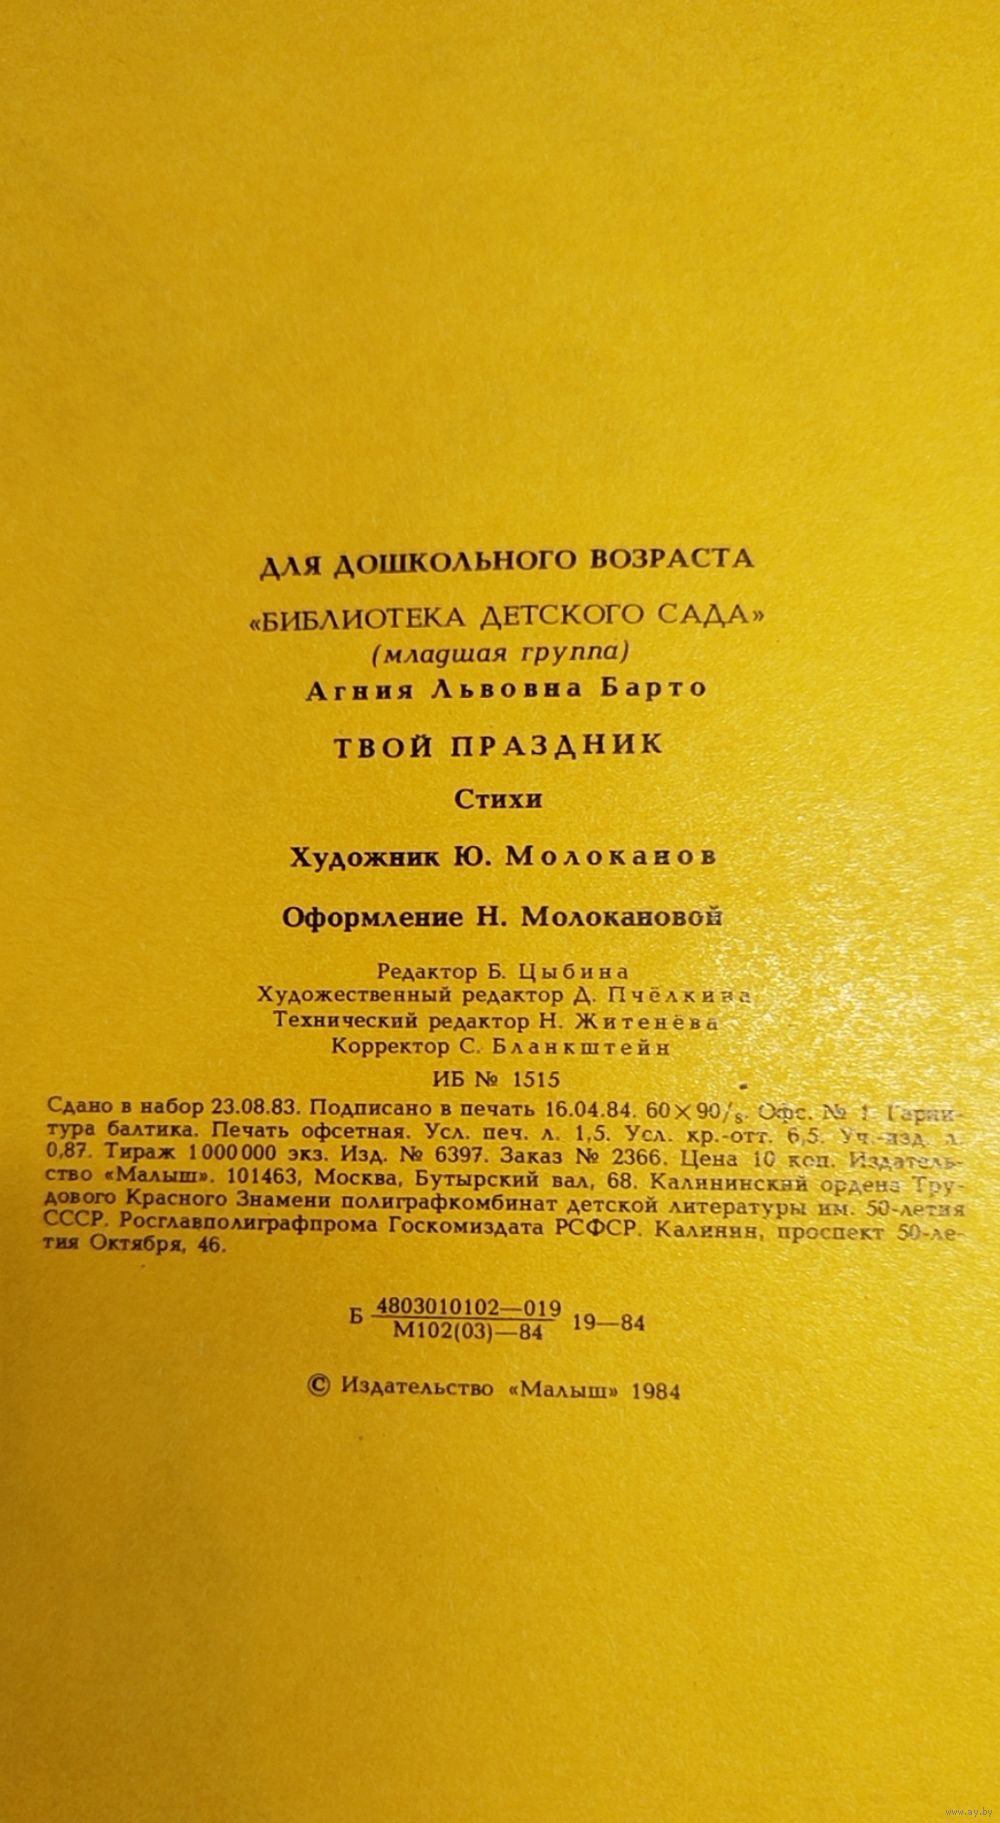 ДЛЯ ДОШКОЛЬНОГО ВОЗРАСТА
«БИБЛИОТЕКА ДЕТСКОГО САДА»
(младшая группа)
Агния Львовна Барто
ТВОЙ ПРАЗДНИК
Стихи
Художник Ю. Молоканов
Оформление Н. Молокановой
Редактор Б. Цыбина
Художественный редактор Д. Пчёлкина
Технический редактор Н. Житенёва
Корректор С. Бланкштейн
ИБ № 1515
Сдано в набор 23.08.83. Подписано в печать 16.04.84. 60×90/8. Офс. № 1. Гарни-
тура балтика. Печать офсетная. Усл. печ. л. 1,5. Усл. кр.-отт. 6,5. Уч.-изд. л.
0,87. Тираж 1 000 000 экз. Изд. № 6397. Заказ № 2366. Цена 10 коп. Издатель-
ство «Малыш». 101463, Москва, Бутырский вал, 68. Калининский ордена Тру-
дового Красного Знамени полиграфкомбинат детской литературы им. 50-летия
СССР. Росглавполиграфпрома Госкомиздата РСФСР. Калинин, проспект 50-ле-
тия Октября, 46.
Б 4803010102—019 19—84
М102(03)—84
© Издательство «Малыш» 1984
www.ay.by